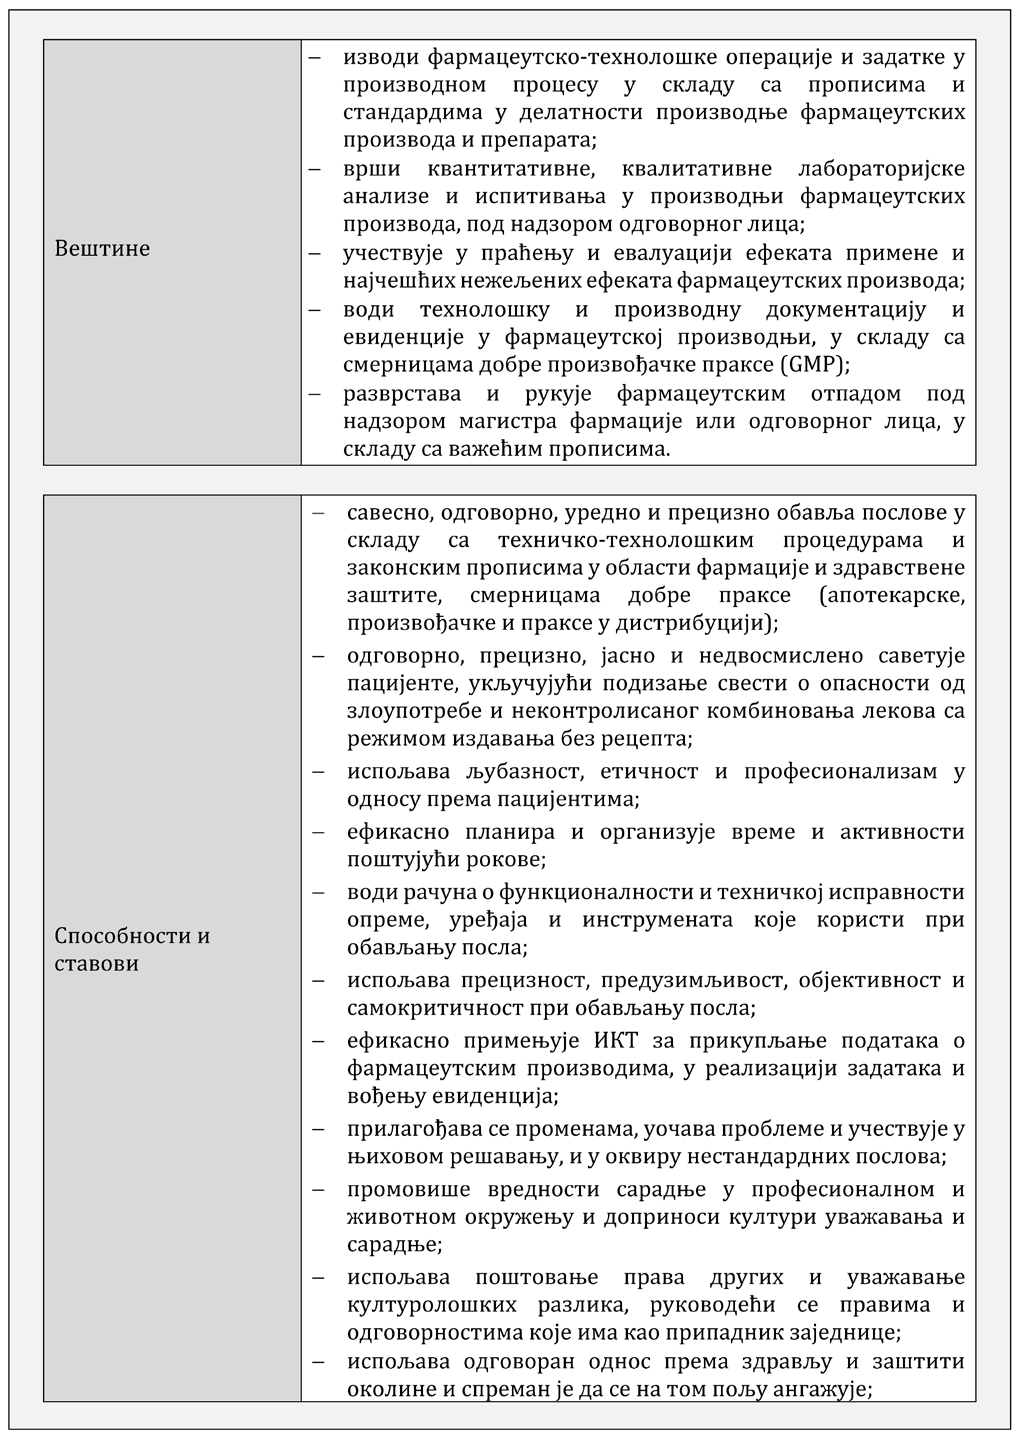 Вештине
– изводи фармацеутско-технолошке операције и задатке у
производном процесу у складу са прописима и
стандардима у делатности производње фармацеутских
производа и препарата;
– врши квантитативне, квалитативне лабораторијске
анализе и испитивања у производњи фармацеутских
производа, под надзором одговорног лица;
– учествује у праћењу и евалуацији ефеката примене и
најчешћих нежељених ефеката фармацеутских производа;
– води технолошку и производну документацију и
евиденције у фармацеутској производњи, у складу са
смерницама добре произвођачке праксе (GMP);
– разврстава и рукује фармацеутским отпадом под
надзором магистра фармације или одговорног лица, у
складу са важећим прописима.
Способности и
ставови
– савесно, одговорно, уредно и прецизно обавља послове у
складу са техничко-технолошким процедурама и
законским прописима у области фармације и здравствене
заштите, смерницама добре праксе (апотекарске,
произвођачке и праксе у дистрибуцији);
– одговорно, прецизно, јасно и недвосмислено саветује
пацијенте, укључујући подизање свести о опасности од
злоупотребе и неконтролисаног комбиновања лекова са
режимом издавања без рецепта;
– испољава љубазност, етичност и професионализам у
односу према пацијентима;
– ефикасно планира и организује време и активности
поштујући рокове;
– води рачуна о функционалности и техничкој исправности
опреме, уређаја и инструмената које користи при
обављању посла;
– испољава прецизност, предузимљивост, објективност и
самокритичност при обављању посла;
– ефикасно примењује ИКТ за прикупљање података о
фармацеутским производима, у реализацији задатака и
вођењу евиденција;
– прилагођава се променама, уочава проблеме и учествује у
њиховом решавању, и у оквиру нестандардних послова;
– промовише вредности сарадње у професионалном и
животном окружењу и доприноси култури уважавања и
сарадње;
– испољава поштовање права других и уважавање
културолошких разлика, руководећи се правима и
одговорностима које има као припадник заједнице;
– испољава одговоран однос према здрављу и заштити
околине и спреман је да се на том пољу ангажује;